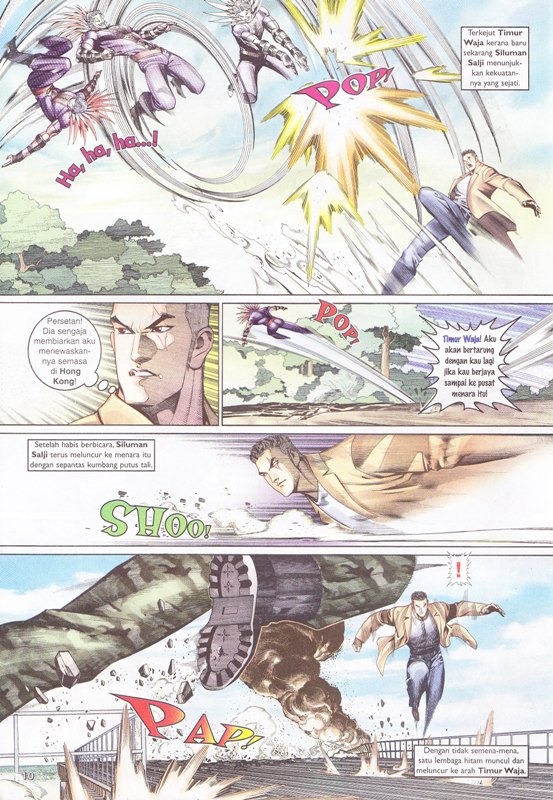 Terkejut Timur
Waja kerana baru
sekarang Siluman
Salji menunjuk-
kan kekuatan-
nya yang sejati.
POP!
Ha, ha, ha...!
Persetan!
Dia sengaja
membiarkan aku
menewaskan-
nya semasa
di Hong
Kong!
POP!
Timur Waja! Aku
akan bertarung
dengan kau lagi
jika kau berjaya
sampai ke pusat
menara itu!
Setelah habis berbicara, Siluman
Salji terus meluncur ke menara itu
dengan sepantas kumbang putus tali.
SHOO!
!
PAP!
Dengan tidak semena-mena,
satu lembaga hitam muncul dan
meluncur ke arah Timur Waja.
10